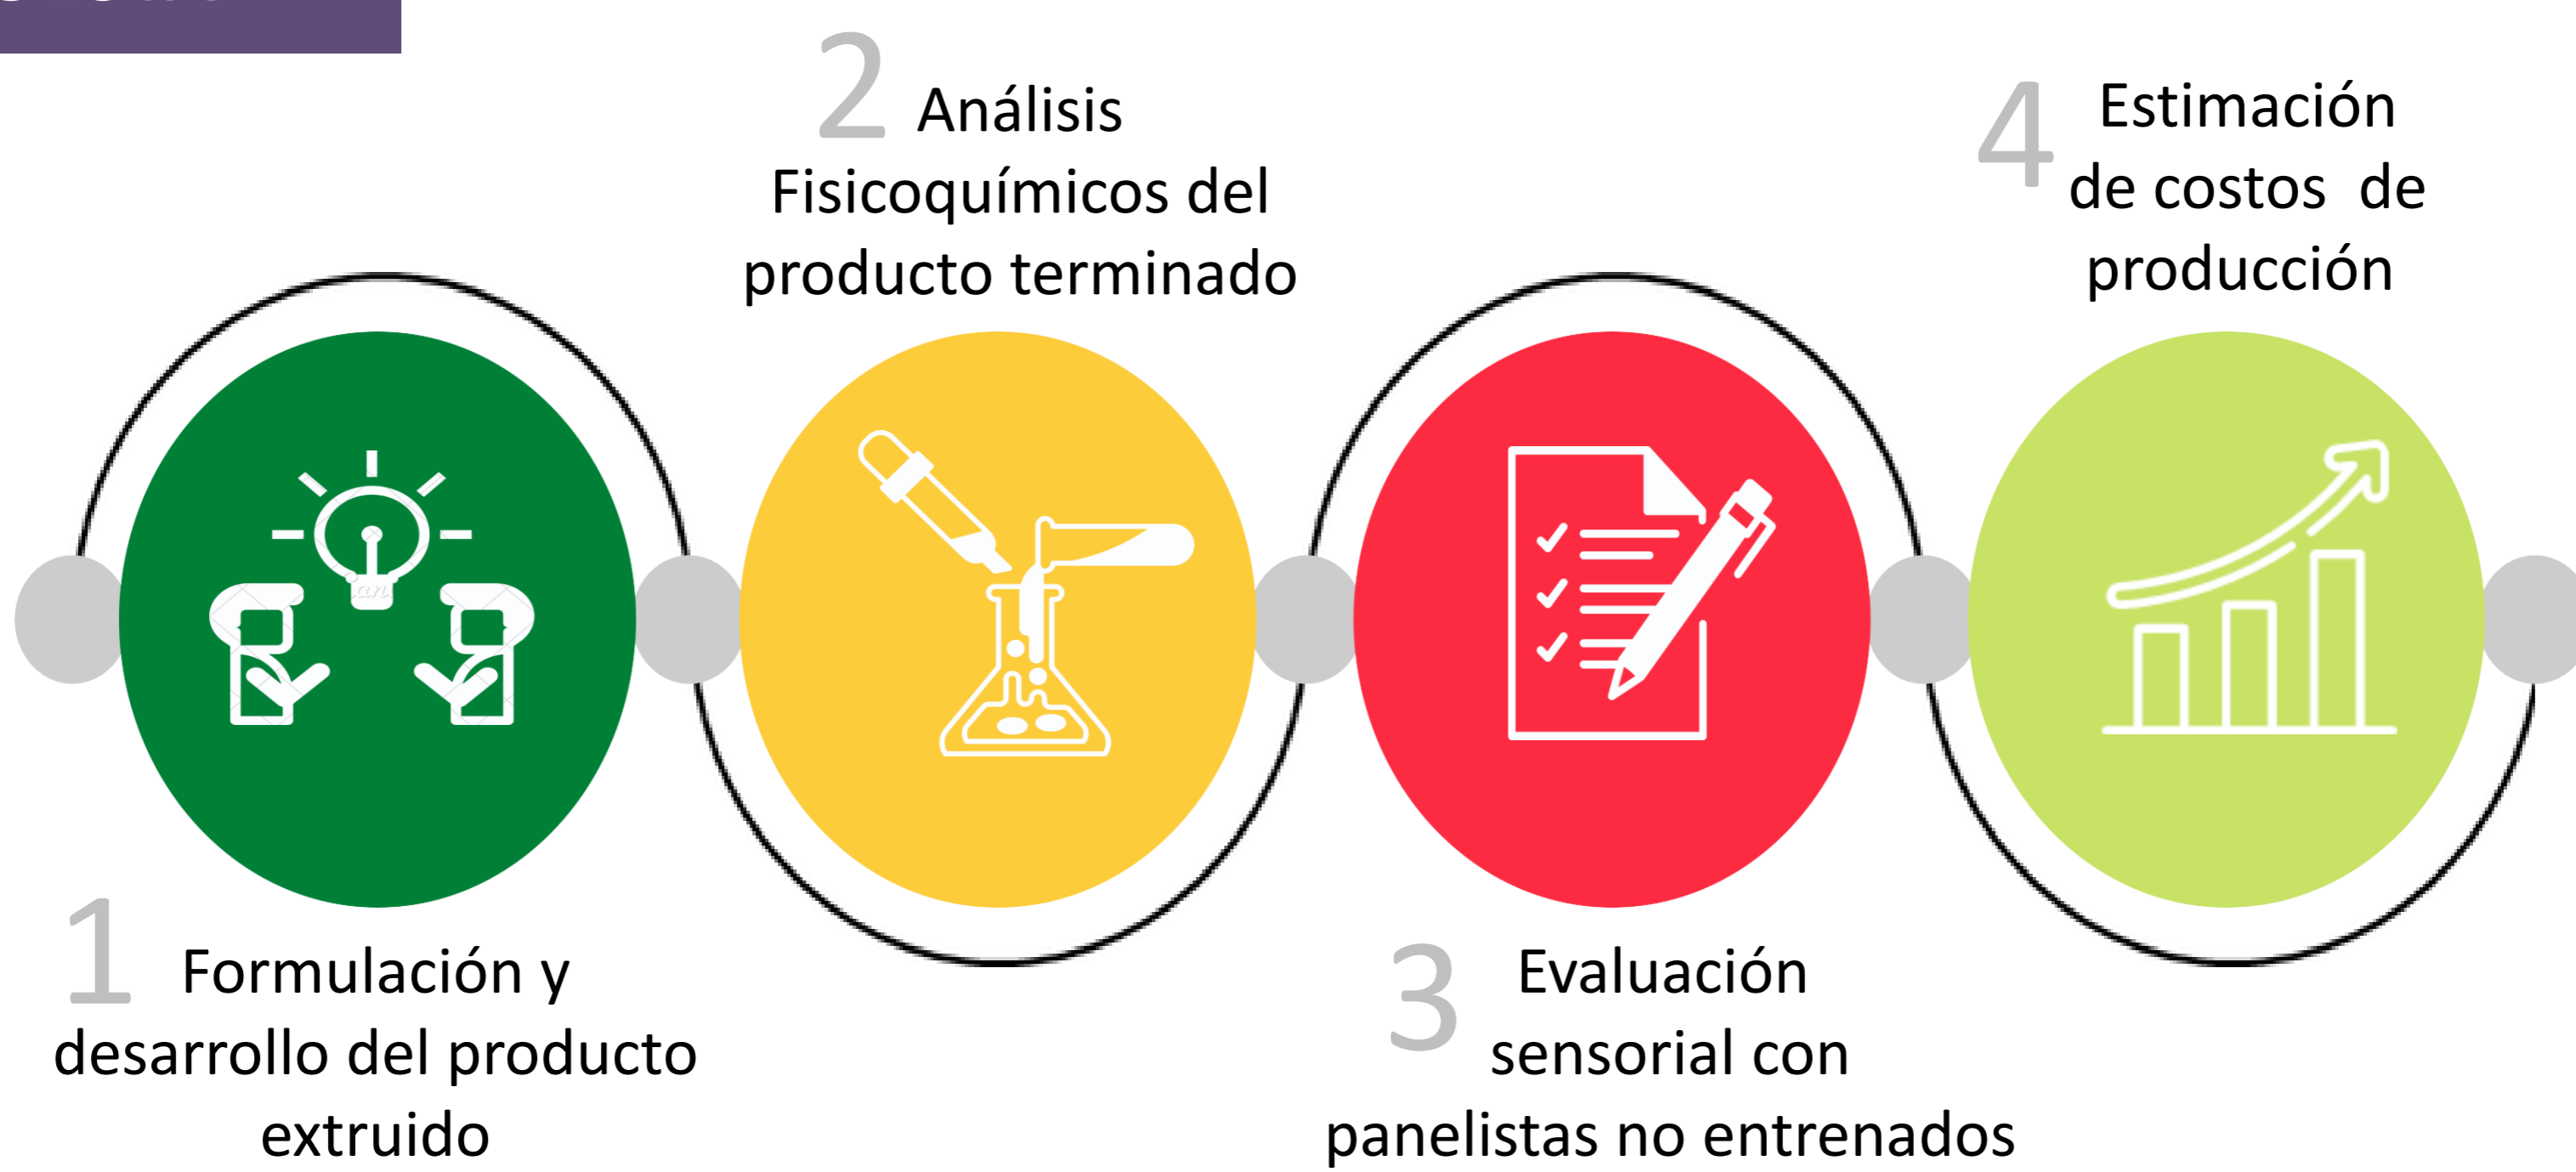 1
Formulación y
desarrollo del producto
extruido
2
Análisis
Fisicoquímicos del
producto terminado
3
Evaluación
sensorial con
panelistas no entrenados
4
Estimación
de costos  de
producción